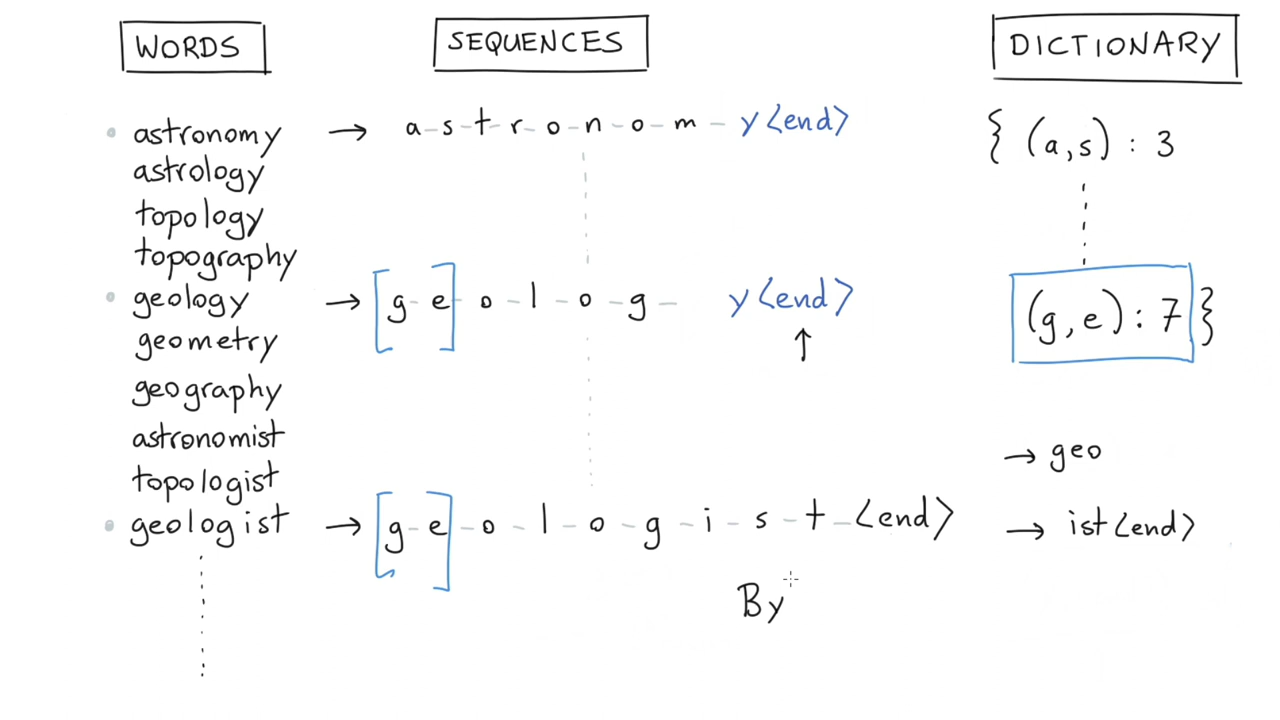 WORDS SEQUENCES DICTIONARY
astronomy → a-s-t-r-o-n-o-m-y<end> { (a,s) : 3
astrology
topology
topography
geology → [g-e]-o-l-o-g- y<end> (g,e) : 7 }
↑
geometry
geography
astronomist → geo
topologist
geologist → [g-e]-o-l-o-g-i-s-t-<end> → ist<end>
By